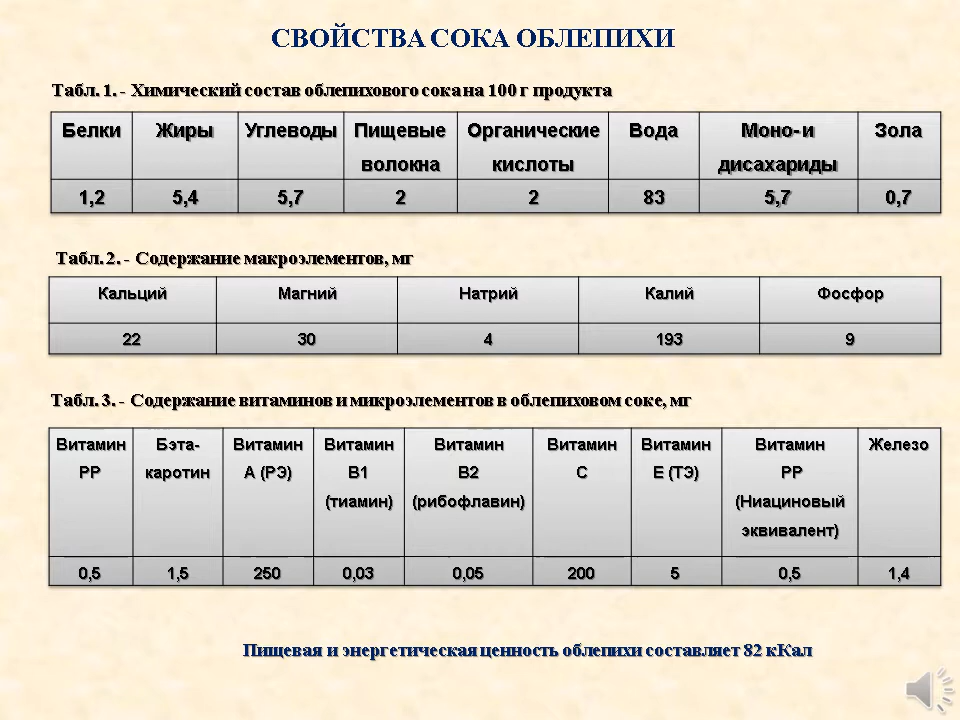 СВОЙСТВА СОКА ОБЛЕПИХИ
Табл. 1. - Химический состав облепихового сока на 100 г продукта
Белки Жиры Углеводы Пищевые волокна Органические кислоты Вода Моно- и дисахариды Зола
1,2 5,4 5,7 2 2 83 5,7 0,7
Табл. 2. - Содержание макроэлементов, мг
Кальций Магний Натрий Калий Фосфор
22 30 4 193 9
Табл. 3. - Содержание витаминов и микроэлементов в облепиховом соке, мг
Витамин РР Бэта-каротин Витамин А (РЭ) Витамин В1 (тиамин) Витамин В2 (рибофлавин) Витамин С Витамин Е (ТЭ) Витамин РР (Ниациновый эквивалент) Железо
0,5 1,5 250 0,03 0,05 200 5 0,5 1,4
Пищевая и энергетическая ценность облепихи составляет 82 кКал